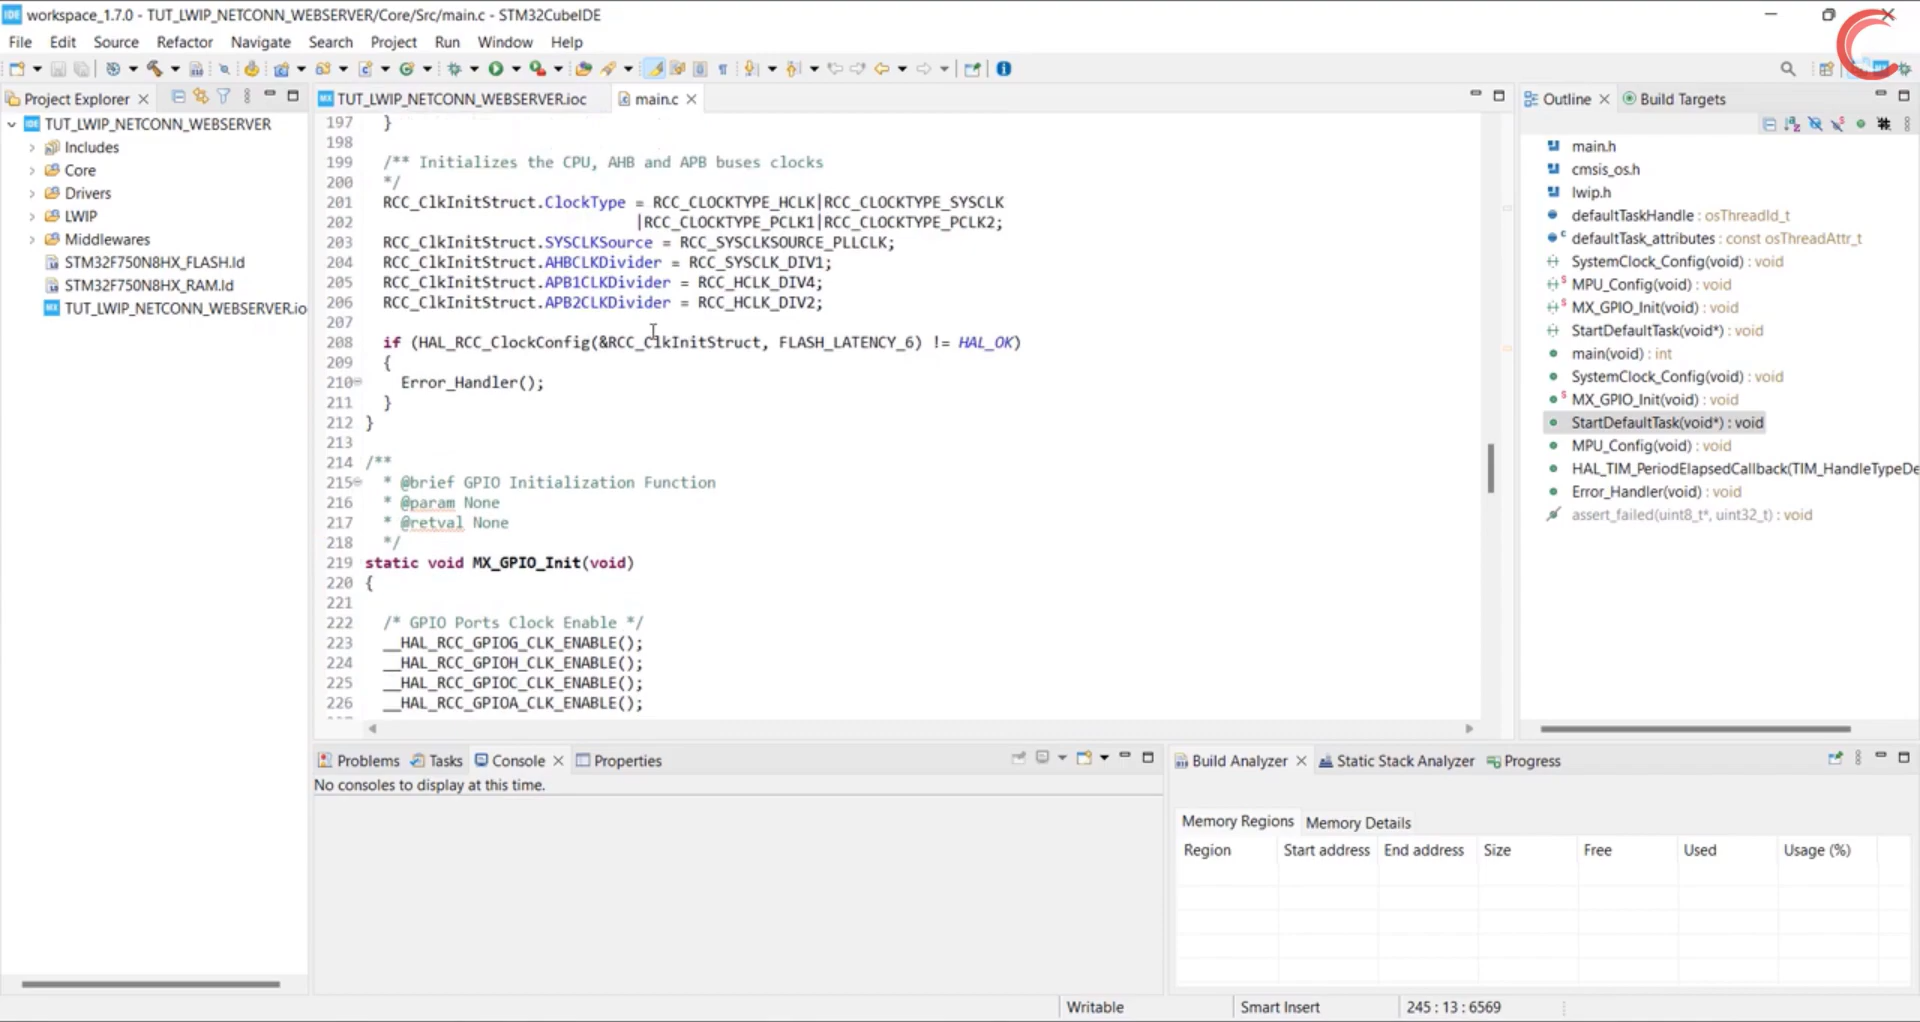 workspace_1.7.0 - TUT_LWIP_NETCONN_WEBSERVER/Core/Src/main.c - STM32CubeIDE
File Edit Source Refactor Navigate Search Project Run Window Help
Project Explorer
TUT_LWIP_NETCONN_WEBSERVER
Includes
Core
Drivers
LWIP
Middlewares
STM32F750N8HX_FLASH.ld
STM32F750N8HX_RAM.ld
TUT_LWIP_NETCONN_WEBSERVER.io
TUT_LWIP_NETCONN_WEBSERVER.ioc main.c
197 }
198
199 /** Initializes the CPU, AHB and APB buses clocks
200 */
201 RCC_ClkInitStruct.ClockType = RCC_CLOCKTYPE_HCLK|RCC_CLOCKTYPE_SYSCLK
202 |RCC_CLOCKTYPE_PCLK1|RCC_CLOCKTYPE_PCLK2;
203 RCC_ClkInitStruct.SYSCLKSource = RCC_SYSCLKSOURCE_PLLCLK;
204 RCC_ClkInitStruct.AHBCLKDivider = RCC_SYSCLK_DIV1;
205 RCC_ClkInitStruct.APB1CLKDivider = RCC_HCLK_DIV4;
206 RCC_ClkInitStruct.APB2CLKDivider = RCC_HCLK_DIV2;
207
208 if (HAL_RCC_ClockConfig(&RCC_ClkInitStruct, FLASH_LATENCY_6) != HAL_OK)
209 {
210 Error_Handler();
211 }
212 }
213
214 /**
215 * @brief GPIO Initialization Function
216 * @param None
217 * @retval None
218 */
219 static void MX_GPIO_Init(void)
220 {
221
222 /* GPIO Ports Clock Enable */
223 __HAL_RCC_GPIOG_CLK_ENABLE();
224 __HAL_RCC_GPIOH_CLK_ENABLE();
225 __HAL_RCC_GPIOC_CLK_ENABLE();
226 __HAL_RCC_GPIOA_CLK_ENABLE();
Outline Build Targets
main.h
cmsis_os.h
lwip.h
defaultTaskHandle : osThreadId_t
defaultTask_attributes : const osThreadAttr_t
SystemClock_Config(void) : void
MPU_Config(void) : void
MX_GPIO_Init(void) : void
StartDefaultTask(void*) : void
main(void) : int
SystemClock_Config(void) : void
MX_GPIO_Init(void) : void
StartDefaultTask(void*) : void
MPU_Config(void) : void
HAL_TIM_PeriodElapsedCallback(TIM_HandleTypeDe
Error_Handler(void) : void
assert_failed(uint8_t*, uint32_t) : void
Problems Tasks Console Properties
No consoles to display at this time.
Build Analyzer Static Stack Analyzer Progress
Memory Regions Memory Details
Region Start address End address Size Free Used Usage (%)
Writable Smart Insert 245 : 13 : 6569